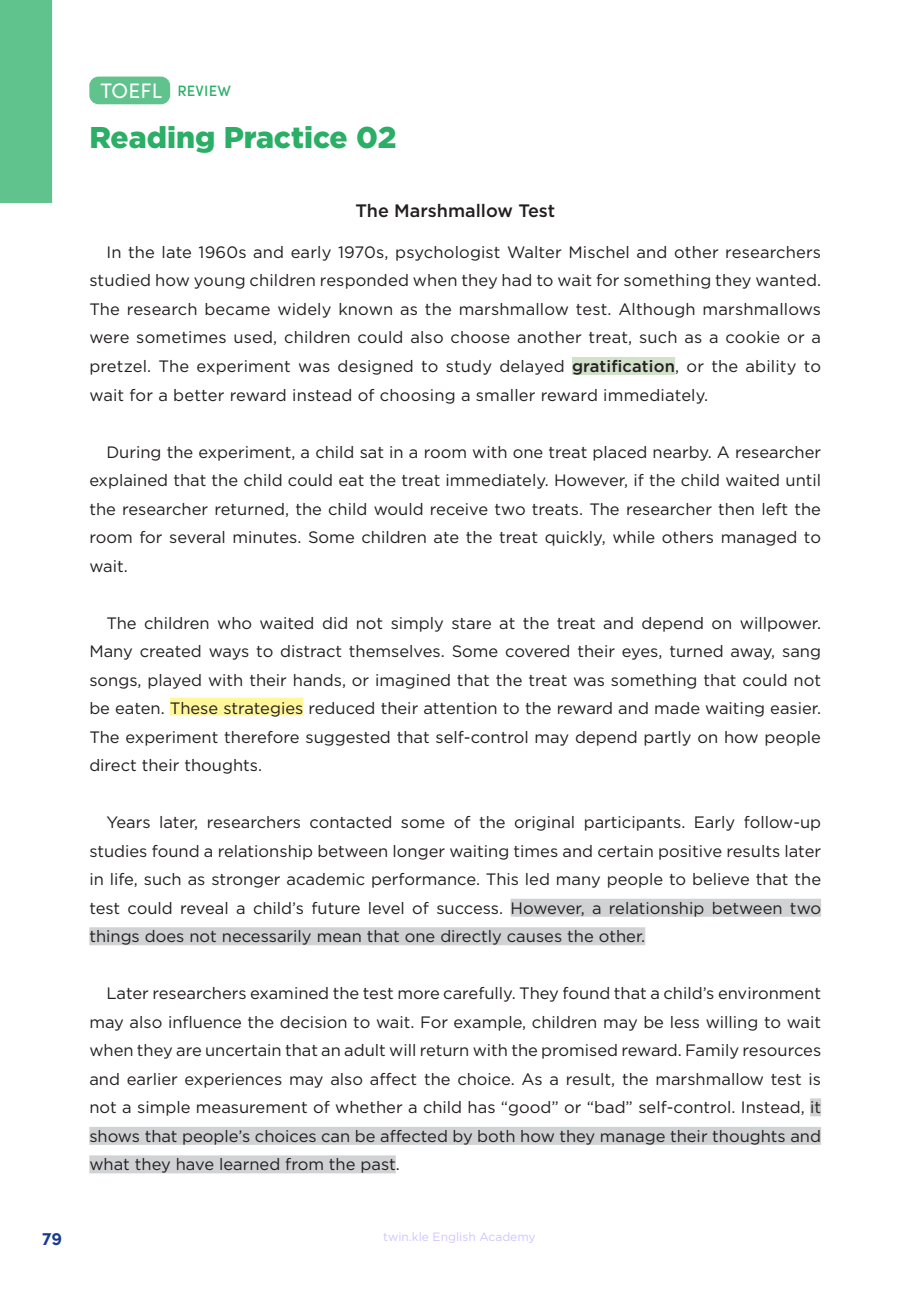 TOEFL REVIEW
Reading Practice 02
The Marshmallow Test
In the late 1960s and early 1970s, psychologist Walter Mischel and other researchers
studied how young children responded when they had to wait for something they wanted.
The research became widely known as the marshmallow test. Although marshmallows
were sometimes used, children could also choose another treat, such as a cookie or a
pretzel. The experiment was designed to study delayed gratification, or the ability to
wait for a better reward instead of choosing a smaller reward immediately.
During the experiment, a child sat in a room with one treat placed nearby. A researcher
explained that the child could eat the treat immediately. However, if the child waited until
the researcher returned, the child would receive two treats. The researcher then left the
room for several minutes. Some children ate the treat quickly, while others managed to
wait.
The children who waited did not simply stare at the treat and depend on willpower.
Many created ways to distract themselves. Some covered their eyes, turned away, sang
songs, played with their hands, or imagined that the treat was something that could not
be eaten. These strategies reduced their attention to the reward and made waiting easier.
The experiment therefore suggested that self-control may depend partly on how people
direct their thoughts.
Years later, researchers contacted some of the original participants. Early follow-up
studies found a relationship between longer waiting times and certain positive results later
in life, such as stronger academic performance. This led many people to believe that the
test could reveal a child’s future level of success. However, a relationship between two
things does not necessarily mean that one directly causes the other.
Later researchers examined the test more carefully. They found that a child’s environment
may also influence the decision to wait. For example, children may be less willing to wait
when they are uncertain that an adult will return with the promised reward. Family resources
and earlier experiences may also affect the choice. As a result, the marshmallow test is
not a simple measurement of whether a child has “good” or “bad” self-control. Instead, it
shows that people’s choices can be affected by both how they manage their thoughts and
what they have learned from the past.
79
twin.kle English Academy